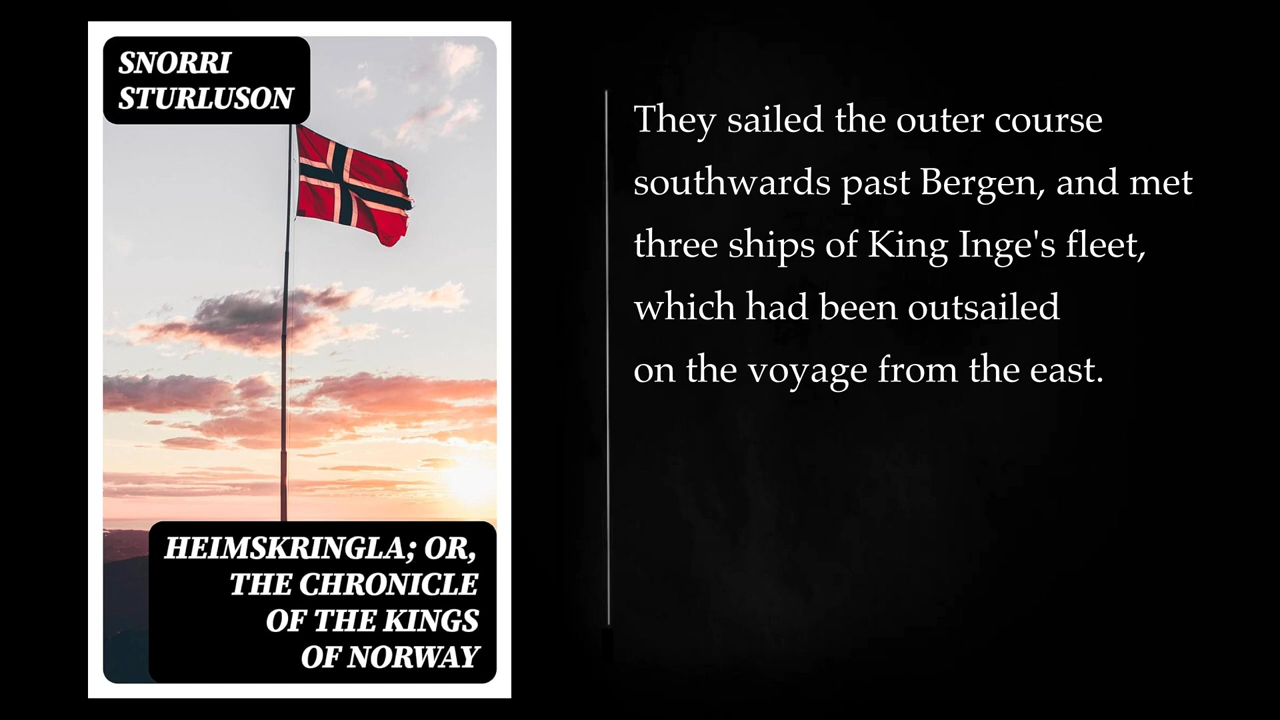 SNORRI
STURLUSON
HEIMSKRINGLA; OR,
THE CHRONICLE
OF THE KINGS
OF NORWAY
They sailed the outer course
southwards past Bergen, and met
three ships of King Inge's fleet,
which had been outsailed
on the voyage from the east.